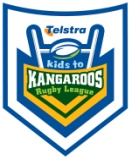 Telstra
kids to
KANGAROOS
Rugby League